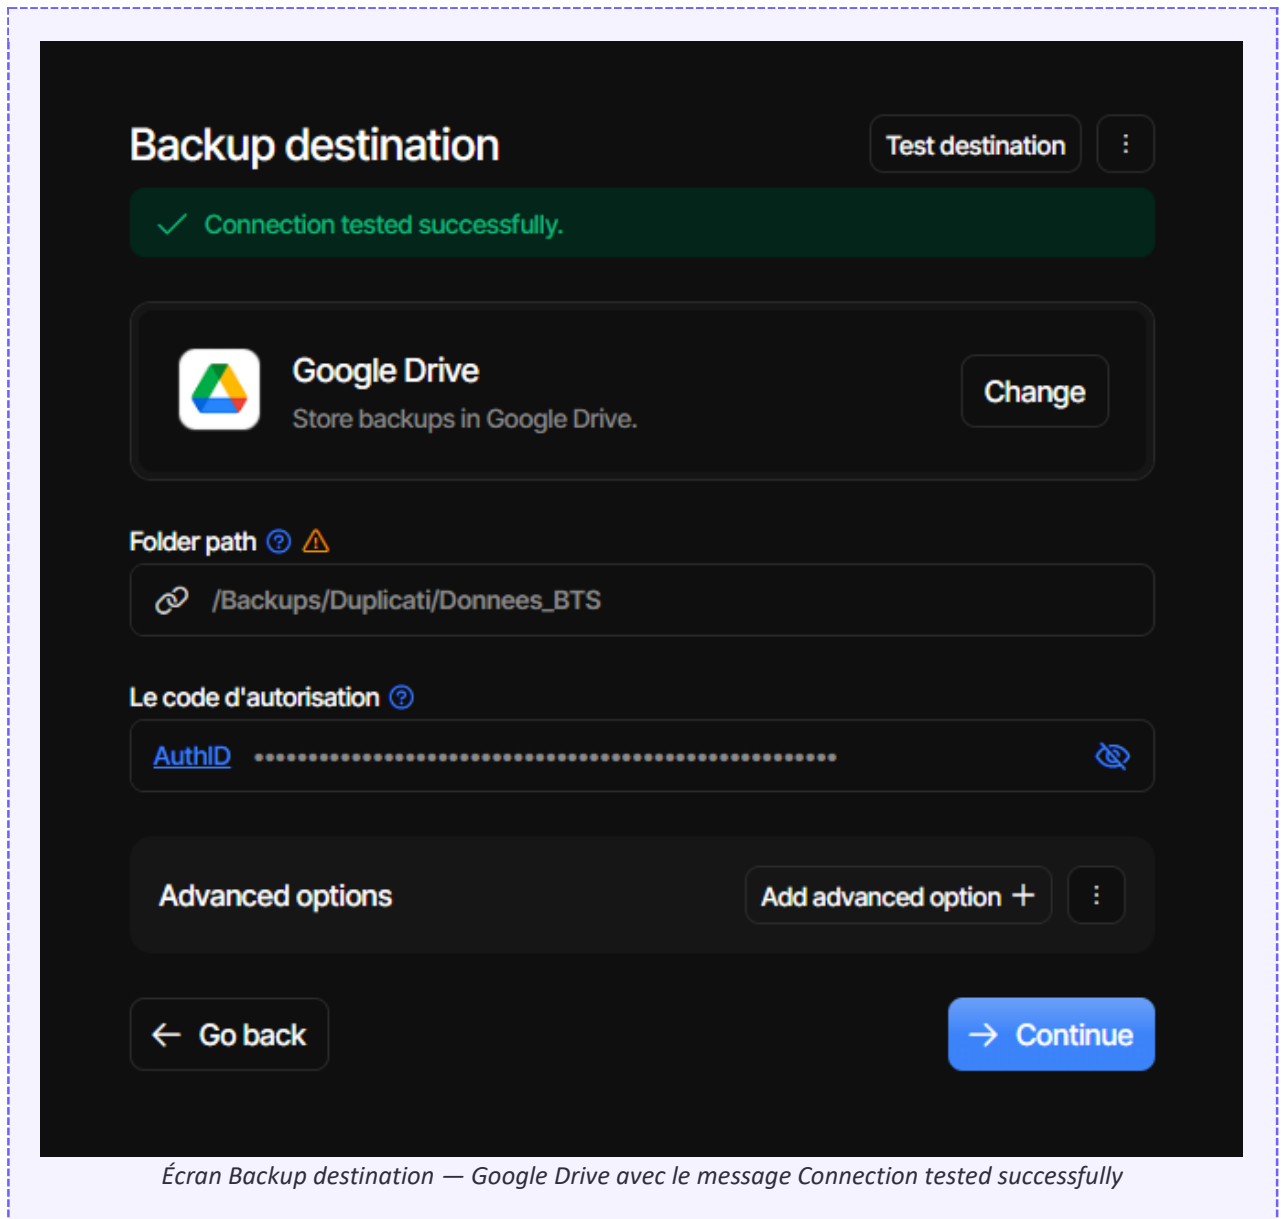 Backup destination
Test destination
Connection tested successfully.
Google Drive
Store backups in Google Drive.
Change
Folder path
/Backups/Duplicati/Donnees_BTS
Le code d'autorisation
AuthID ••••••••••••••••••••••••••••••••••••••••••••••••••••••
Advanced options
Add advanced option +
Go back
Continue
Écran Backup destination — Google Drive avec le message Connection tested successfully